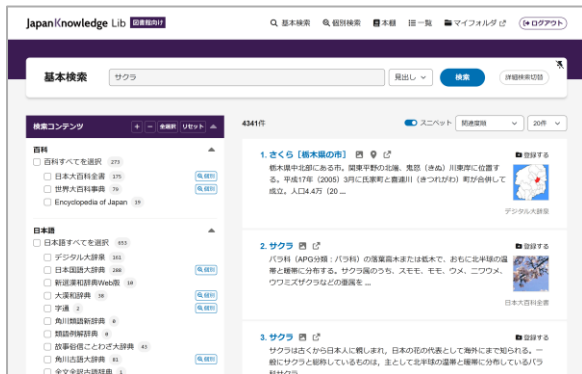 JapanKnowledge Lib 図書館向け
基本検索 個別検索 本棚 一覧 マイフォルダ ログアウト
基本検索 サクラ 見出し 検索 詳細検索切替
検索コンテンツ + − 全選択 リセット
4341件 スニペット 関連度順 20件
百科
百科すべてを選択 273
日本大百科全書 175 個別
世界大百科事典 79 個別
Encyclopedia of Japan 19
日本語
日本語すべてを選択 653
デジタル大辞泉 161
日本国語大辞典 288 個別
新選漢和辞典Web版 10
大漢和辞典 58 個別
字通 2 個別
角川類語新辞典 0
類語例解辞典 0
故事俗信ことわざ大辞典 43
角川古語大辞典 81 個別
全文全訳古語辞典 1
1. さくら［栃木県の市］ 登録する
栃木県中北部にある市。関東平野の北端、鬼怒（きぬ）川東岸に位置す
る。平成17年（2005）3月に氏家町と喜連川（きつれがわ）町が合併して
成立。人口4.4万（20 ...
デジタル大辞泉
2. サクラ 登録する
バラ科（APG分類：バラ科）の落葉高木または低木で、おもに北半球の温
帯と暖帯に分布する。サクラ属のうち、スモモ、モモ、ウメ、ニワウメ、
ウワミズザクラなどの亜属を ...
日本大百科全書
3. サクラ 登録する
サクラは古くから日本人に親しまれ、日本の花の代表として海外にまで知られる。一
般にサクラと総称しているものは、主として北半球の温帯と暖帯に分布しているバラ
科サクラ